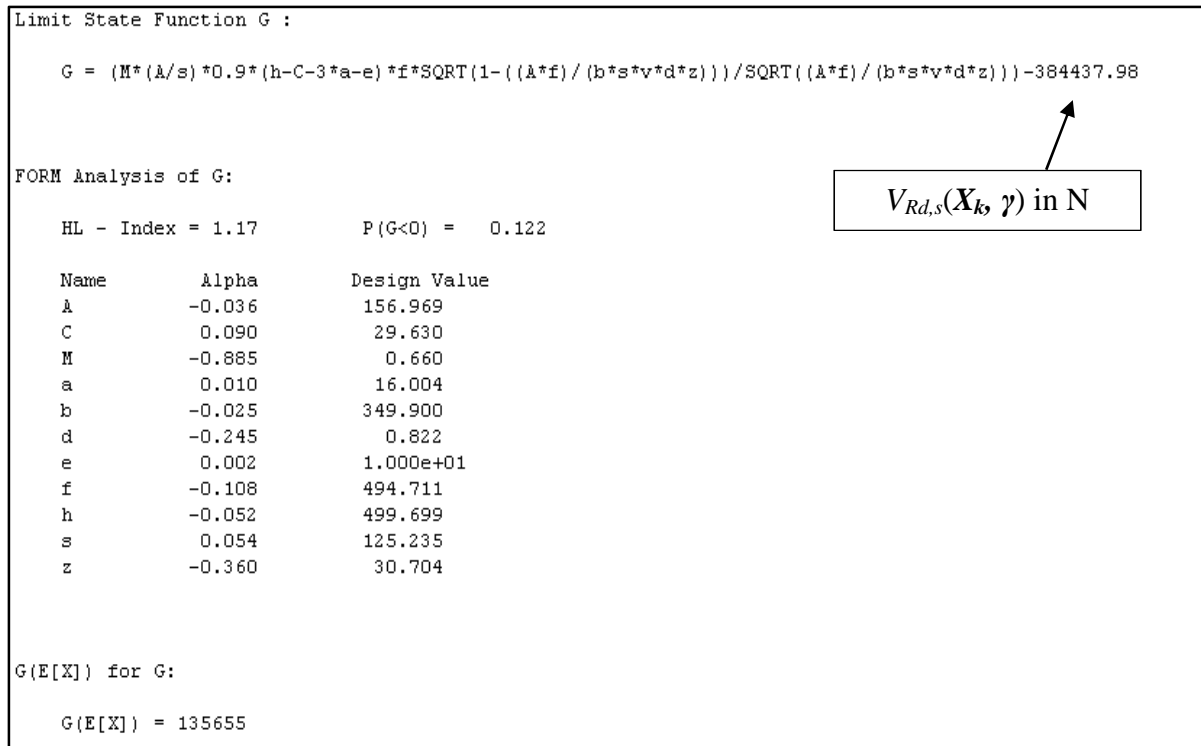 Limit State Function G :
G = (M*(A/s)*0.9*(h-C-3*a-e)*f*SQRT(1-((A*f)/(b*s*v*d*z)))/SQRT((A*f)/(b*s*v*d*z)))-384437.98
V_{Rd,s}(X_k, γ) in N
FORM Analysis of G:
HL - Index = 1.17 P(G<0) = 0.122
Name Alpha Design Value
A -0.036 156.969
C 0.090 29.630
M -0.885 0.660
a 0.010 16.004
b -0.025 349.900
d -0.245 0.822
e 0.002 1.000e+01
f -0.108 494.711
h -0.052 499.699
s 0.054 125.235
z -0.360 30.704
G(E[X]) for G:
G(E[X]) = 135655